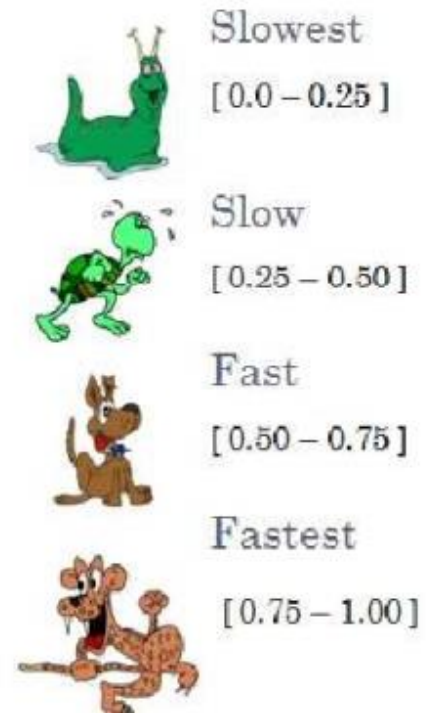 Slowest
[ 0.0 – 0.25 ]
Slow
[ 0.25 – 0.50 ]
Fast
[ 0.50 – 0.75 ]
Fastest
[ 0.75 – 1.00 ]